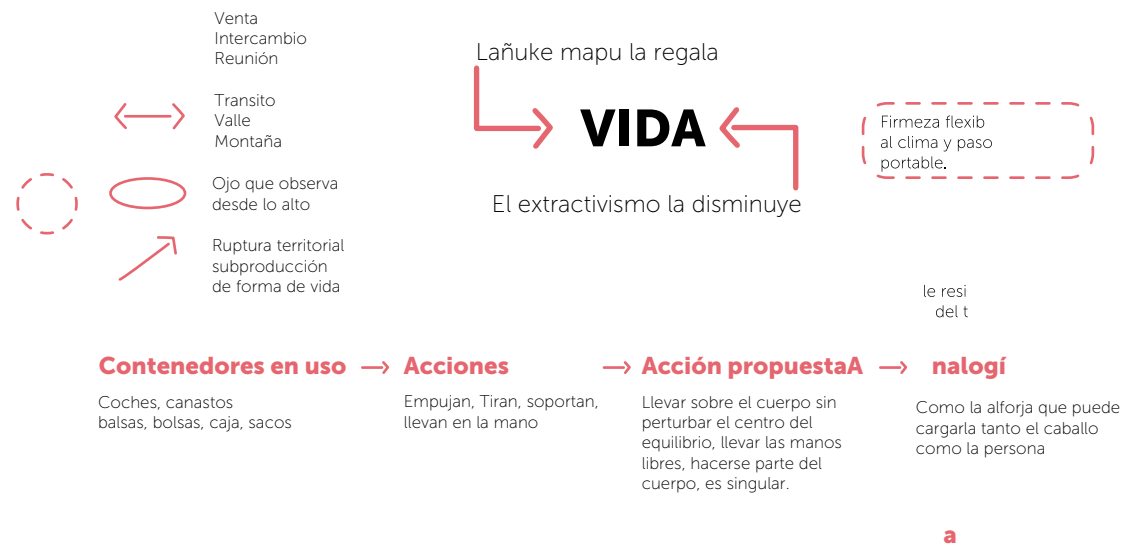 Venta
Intercambio
Reunión
Transito
Valle
Montaña
Ojo que observa
desde lo alto
Ruptura territorial
subproducción
de forma de vida
Lañuke mapu la regala
VIDA
El extractivismo la disminuye
Firmeza flexib
al clima y paso
portable.
le resi
del t
Contenedores en uso
Coches, canastos
balsas, bolsas, caja, sacos
Acciones
Empujan, Tiran, soportan,
llevan en la mano
Acción propuestaA
Llevar sobre el cuerpo sin
perturbar el centro del
equilibrio, llevar las manos
libres, hacerse parte del
cuerpo, es singular.
nalogí
Como la alforja que puede
cargarla tanto el caballo
como la persona
a